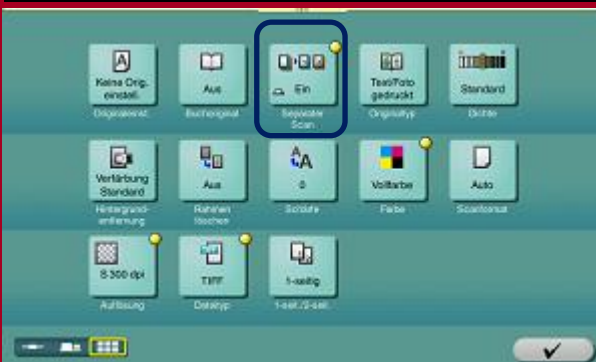 Keine Orig.
einstell.
Aus
Ein
Text/Foto
gedruckt
Standard
Originaleinst.
Buchoriginal
Separater
Scan
Originaltyp
Dichte
Verfärbung
Standard
Aus
0
Vollfarbe
Auto
Hintergrund-
entfernung
Rahmen
löschen
Schärfe
Farbe
Scanformat
S 300 dpi
TIFF
1-seitig
Auflösung
Dateityp
1-seit./2-seit.